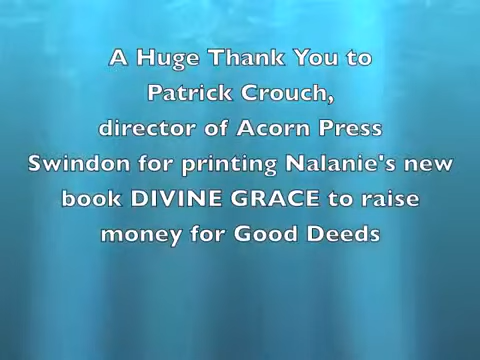 A Huge Thank You to
Patrick Crouch,
director of Acorn Press
Swindon for printing Nalanie's new
book DIVINE GRACE to raise
money for Good Deeds